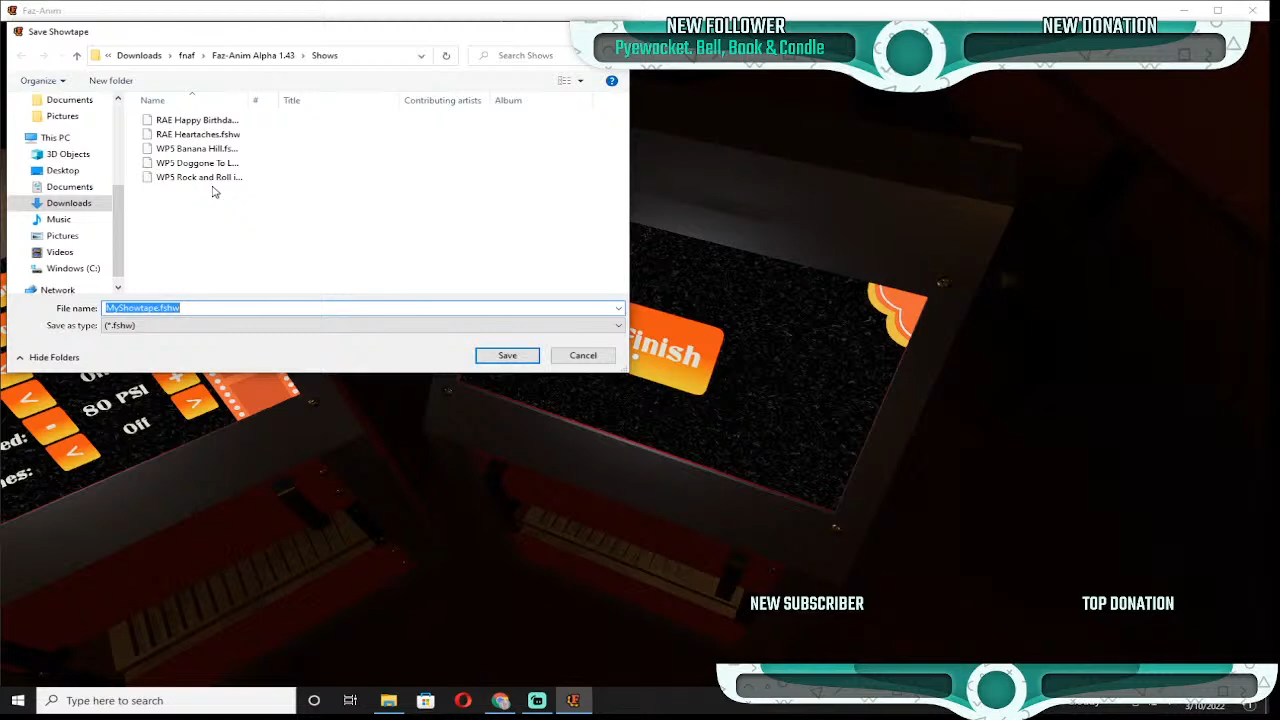 Faz-Anim
Save Showtape
« Downloads › fnaf › Faz-Anim Alpha 1.43 › Shows
Search Shows
Organize
New folder
Name
#
Title
Contributing artists
Album
Documents
Pictures
This PC
3D Objects
Desktop
Documents
Downloads
Music
Pictures
Videos
Windows (C:)
Network
RAE Happy Birthda...
RAE Heartaches.fshw
WP5 Banana Hill.fs...
WP5 Doggone To L...
WP5 Rock and Roll i...
File name:
MyShowtape.fshw
Save as type:
(*.fshw)
Hide Folders
Save
Cancel
NEW FOLLOWER
Pyewocket. Bell, Book & Candle
NEW DONATION
80 PSI
Off
NEW SUBSCRIBER
TOP DONATION
Type here to search
3/10/2022